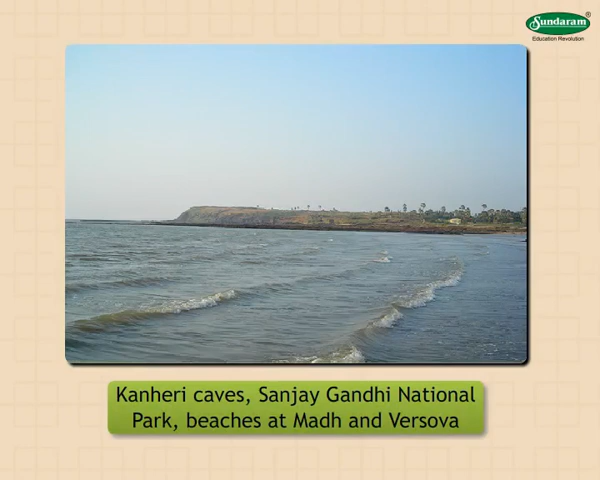 Sundaram®
Education Revolution
Kanheri caves, Sanjay Gandhi National
Park, beaches at Madh and Versova